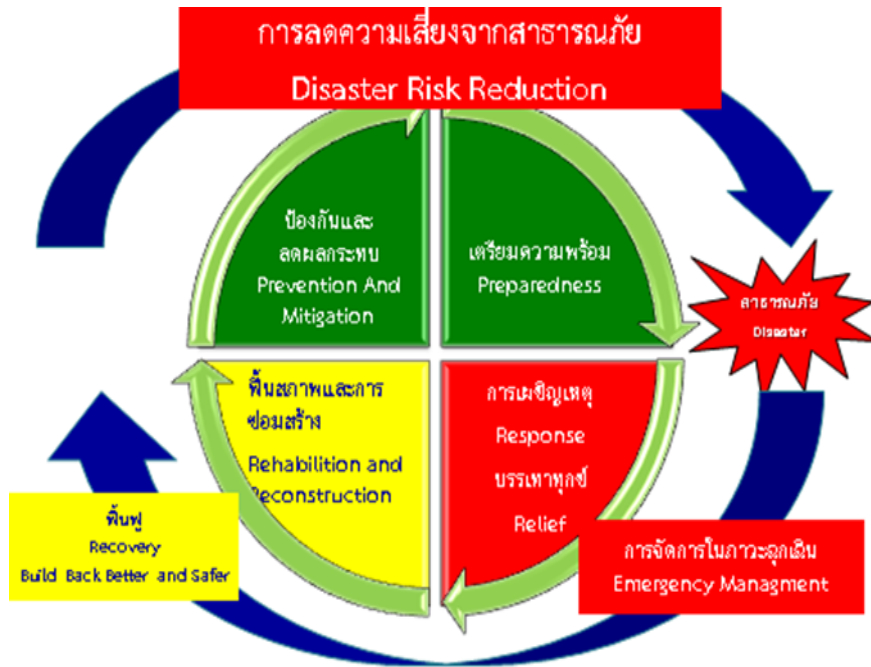 การลดความเสี่ยงจากสาธารณภัย
Disaster Risk Reduction
ป้องกันและ
ลดผลกระทบ
Prevention And
Mitigation
เตรียมความพร้อม
Preparedness
สาธารณภัย
Disaster
ฟื้นสภาพและการ
ซ่อมสร้าง
Rehabilition and
Reconstruction
การเผชิญเหตุ
Response
บรรเทาทุกข์
Relief
ฟื้นฟู
Recovery
Build Back Better and Safer
การจัดการในภาวะฉุกเฉิน
Emergency Managment